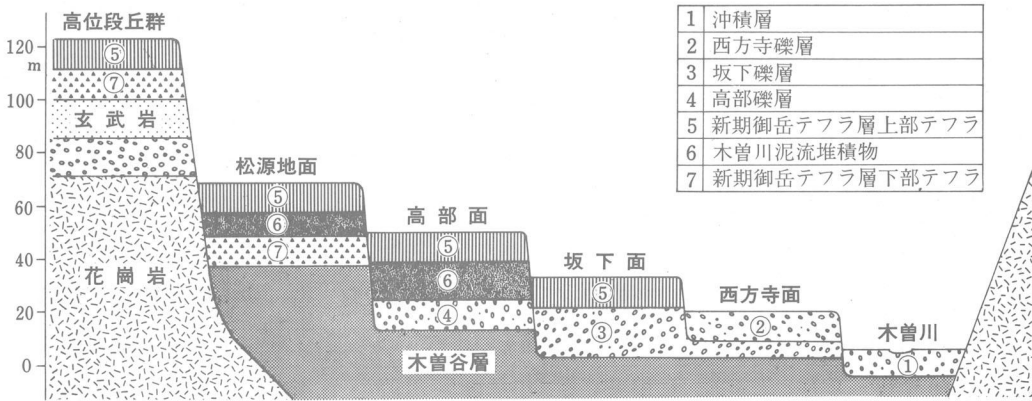 高位段丘群
120
m
100
80
60
40
20
0
⑤
⑦
玄武岩
花崗岩
松源地面
⑤
⑥
⑦
高部面
⑤
⑥
④
木曽谷層
坂下面
⑤
③
西方寺面
②
木曽川
①
1 沖積層
2 西方寺礫層
3 坂下礫層
4 高部礫層
5 新期御岳テフラ層上部テフラ
6 木曽川泥流堆積物
7 新期御岳テフラ層下部テフラ